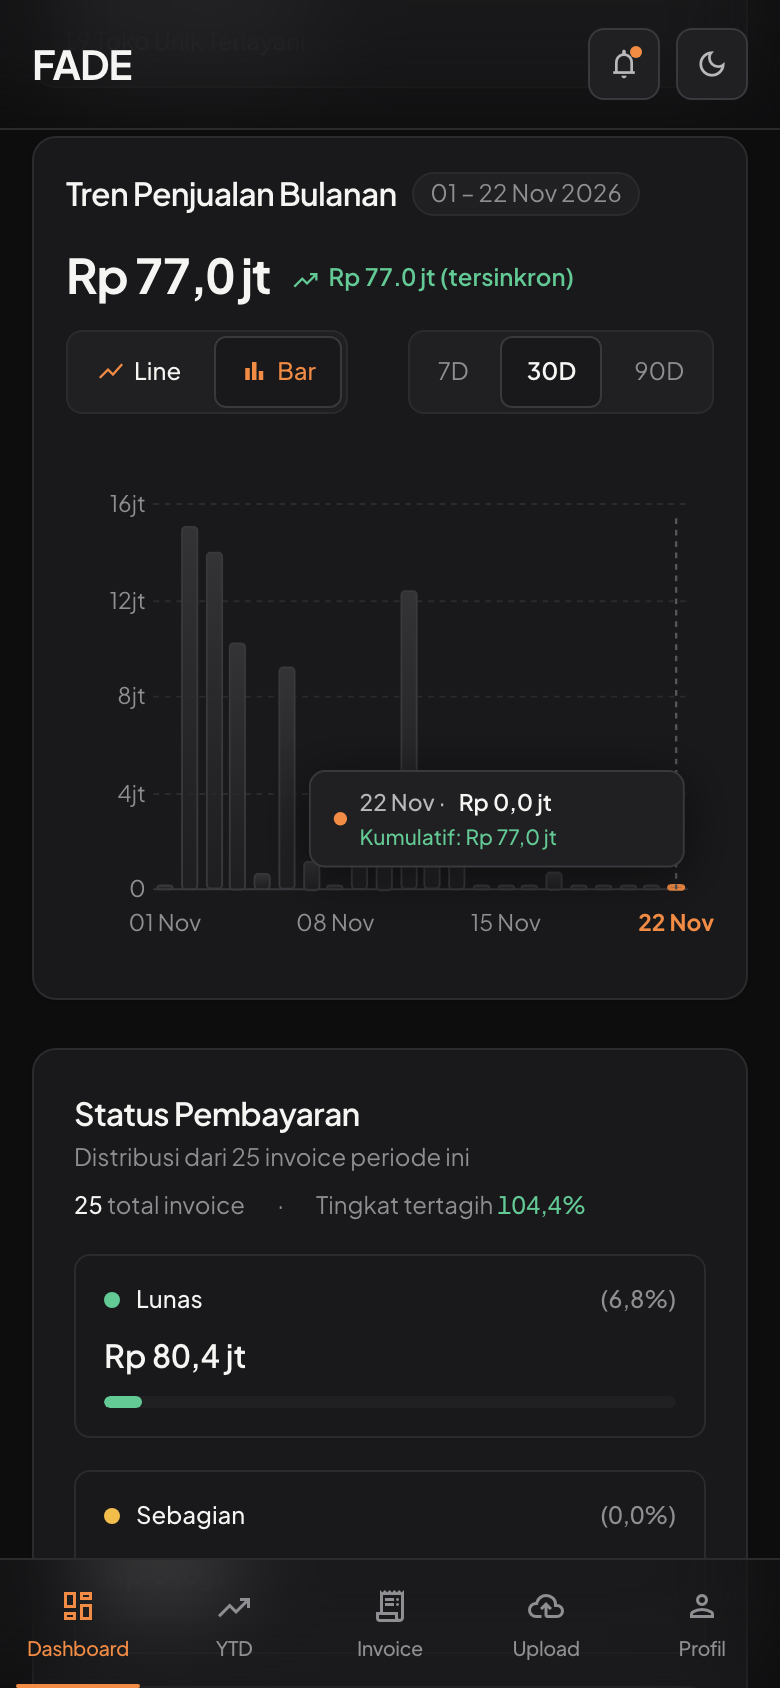 19 Toko Unik Terlayani
FADE
Tren Penjualan Bulanan 01 – 22 Nov 2026
Rp 77,0 jt Rp 77.0 jt (tersinkron)
Line Bar 7D 30D 90D
16jt
12jt
8jt
4jt
0
22 Nov · Rp 0,0 jt
Kumulatif: Rp 77,0 jt
01 Nov 08 Nov 15 Nov 22 Nov
Status Pembayaran
Distribusi dari 25 invoice periode ini
25 total invoice · Tingkat tertagih 104,4%
Lunas (6,8%)
Rp 80,4 jt
Sebagian (0,0%)
Dashboard YTD Invoice Upload Profil